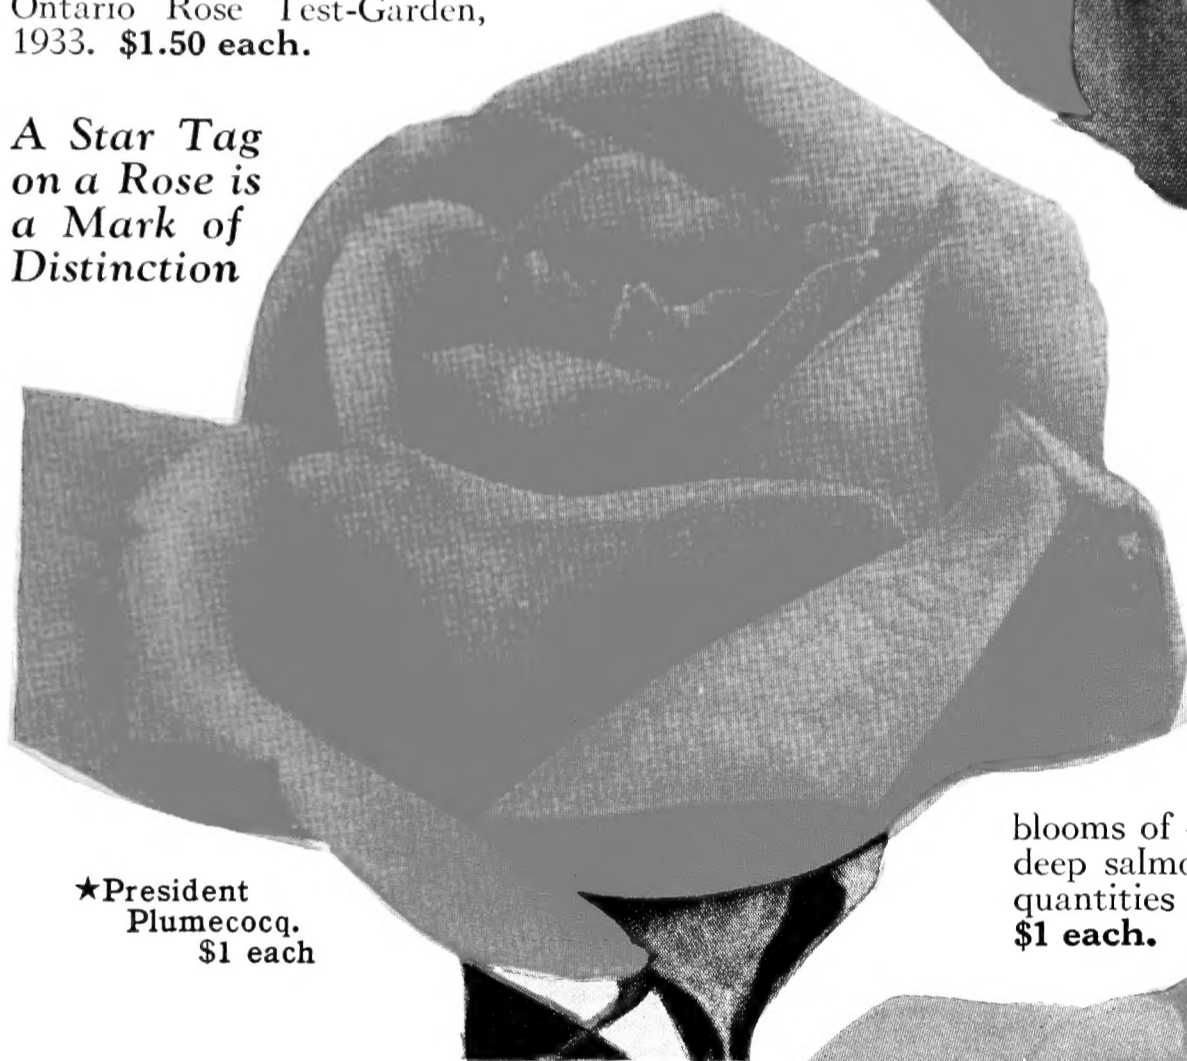 Ontario Rose Test-Garden,
1933. $1.50 each.
A Star Tag
on a Rose is
a Mark of
Distinction
★President
Plumecocq.
$1 each
blooms of
deep salmo
quantities
$1 each.